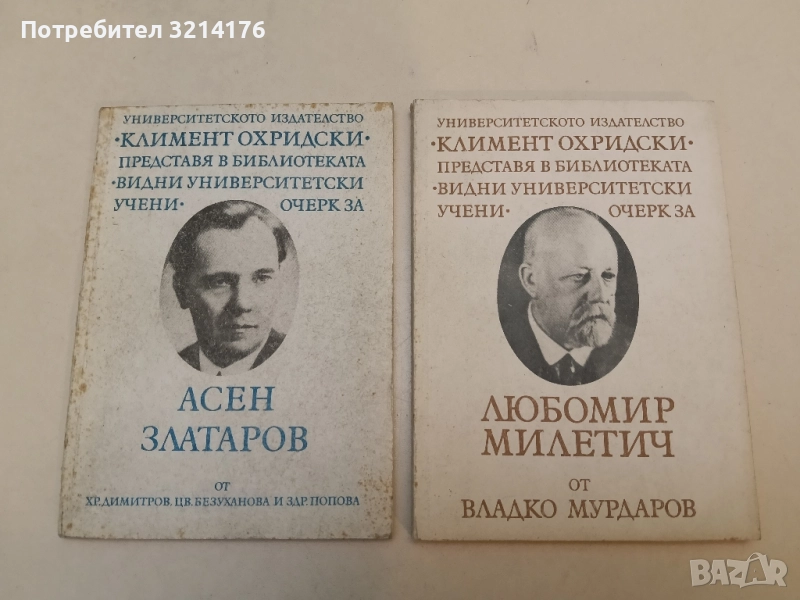 Потребител 3214176
УНИВЕРСИТЕТСКОТО ИЗДАТЕЛСТВО
·КЛИМЕНТ ОХРИДСКИ·
ПРЕДСТАВЯ В БИБЛИОТЕКАТА
·ВИДНИ УНИВЕРСИТЕТСКИ
УЧЕНИ· ОЧЕРК ЗА
АСЕН
ЗЛАТАРОВ
ОТ
ХР. ДИМИТРОВ, ЦВ. БЕЗУХАНОВА И ЗДР. ПОПОВА
УНИВЕРСИТЕТСКОТО ИЗДАТЕЛСТВО
·КЛИМЕНТ ОХРИДСКИ·
ПРЕДСТАВЯ В БИБЛИОТЕКАТА
·ВИДНИ УНИВЕРСИТЕТСКИ
УЧЕНИ· ОЧЕРК ЗА
ЛЮБОМИР
МИЛЕТИЧ
ОТ
ВЛАДКО МУРДАРОВ
BAZAR